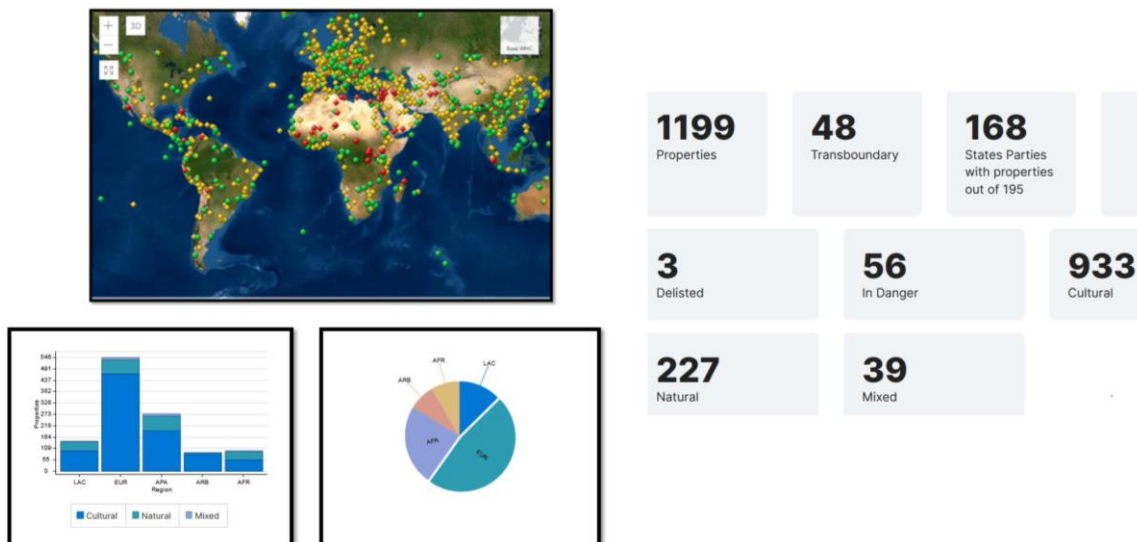 3D
Base WHC
1199
Properties
48
Transboundary
168
States Parties
with properties
out of 195
3
Delisted
56
In Danger
933
Cultural
227
Natural
39
Mixed
546
491
437
382
328
273
218
164
109
55
0
Properties
LAC
EUR
APA
ARB
AFR
Region
Cultural
Natural
Mixed
AFR
LAC
ARB
APA
EUR